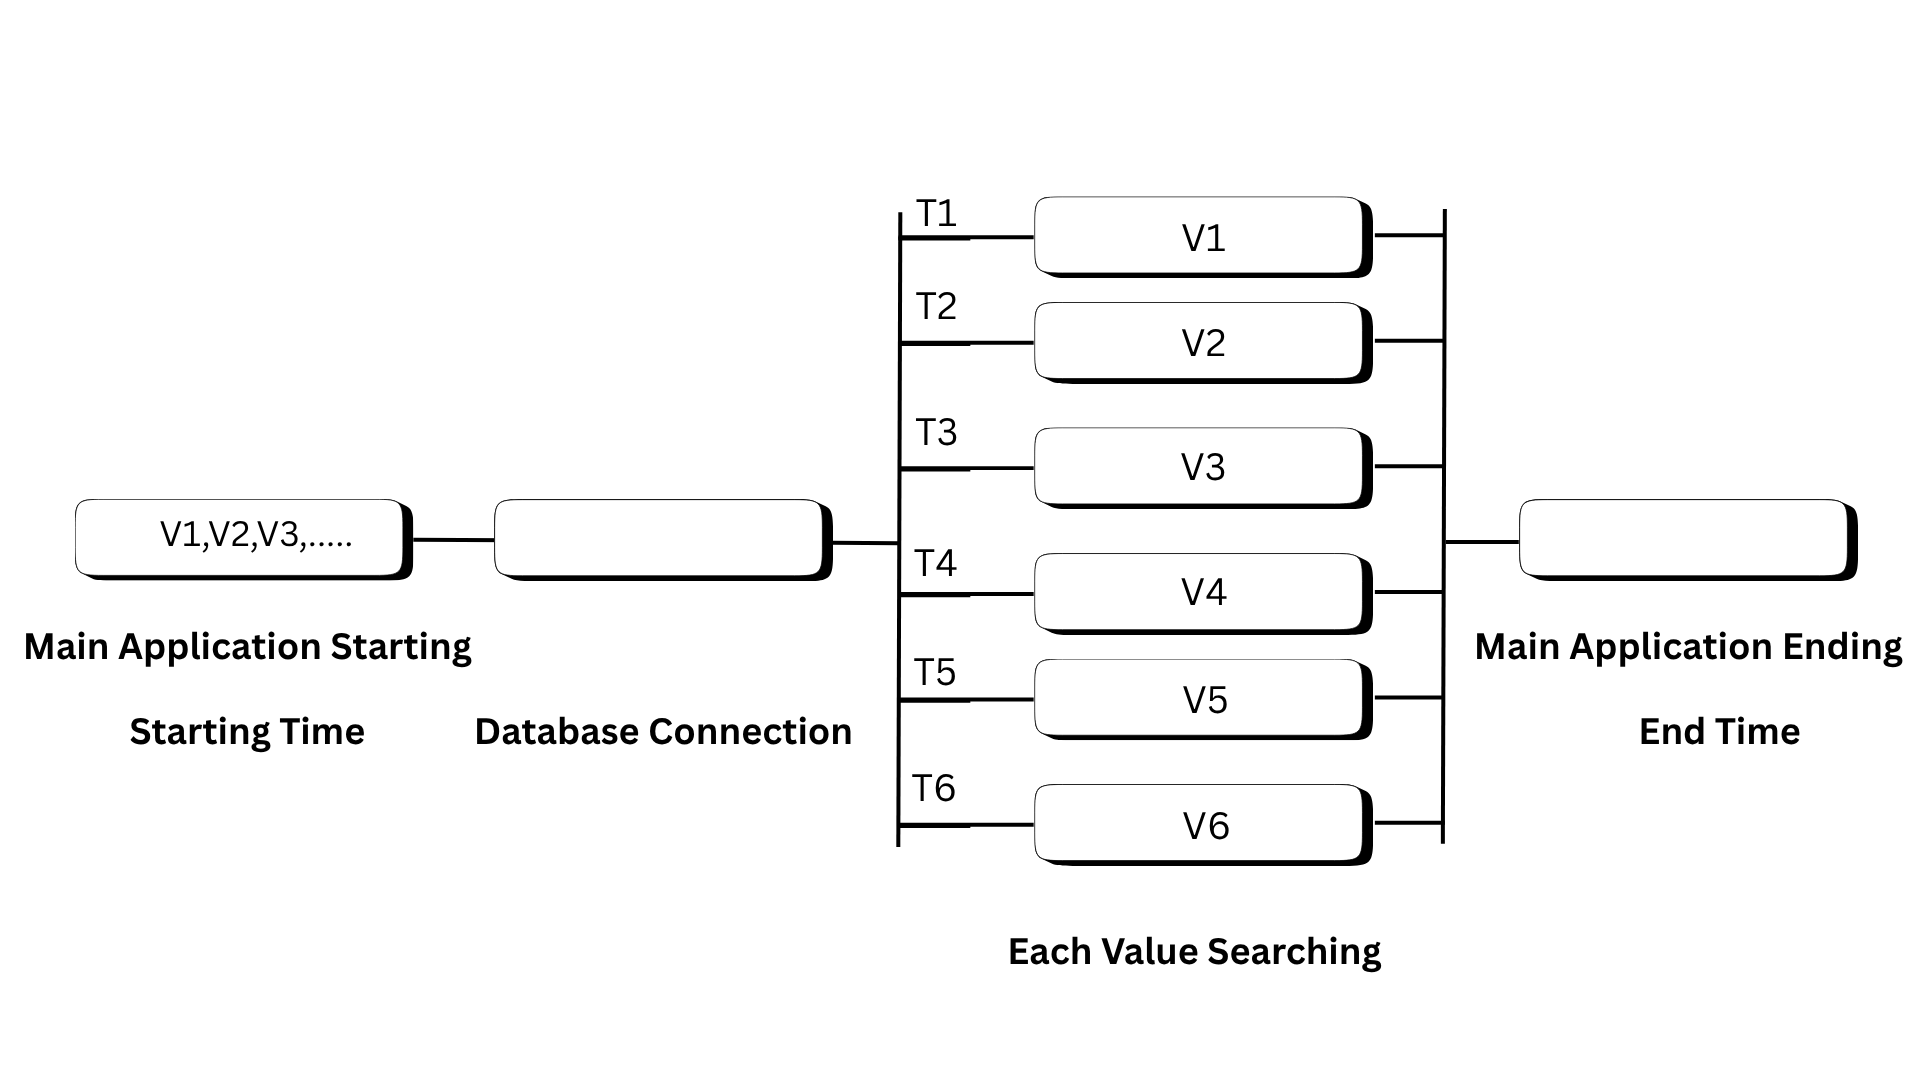 T1
V1
T2
V2
T3
V3
V1,V2,V3,.....
T4
V4
Main Application Starting
Main Application Ending
T5
V5
Starting Time
Database Connection
End Time
T6
V6
Each Value Searching